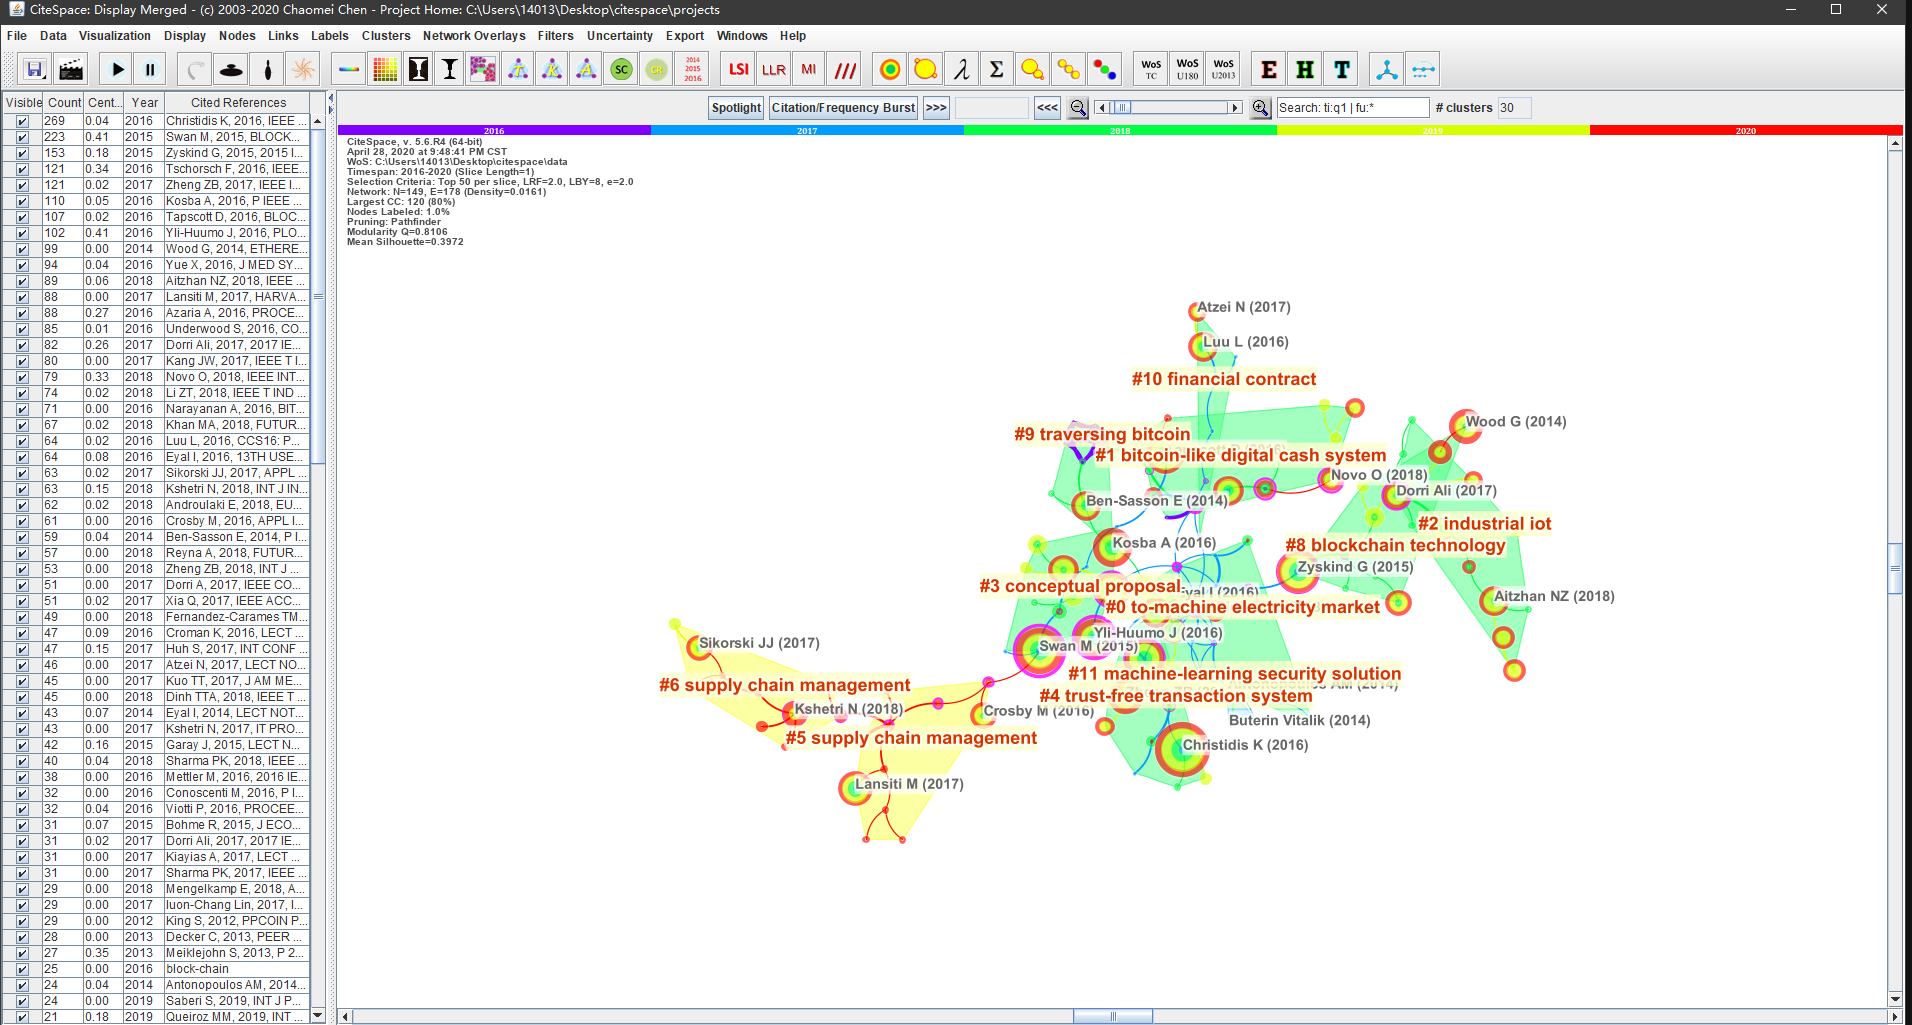 CiteSpace: Display Merged - (c) 2003-2020 Chaomei Chen - Project Home: C:\Users\14013\Desktop\citespace\projects
File Data Visualization Display Nodes Links Labels Clusters Network Overlays Filters Uncertainty Export Windows Help
SC CR 2014 2015 2016 LSI LLR MI λ Σ WoS TC WoS U180 WoS U2013 E H T
Visible Count Cent... Year Cited References
269 0.04 2016 Christidis K, 2016, IEEE ...
223 0.41 2015 Swan M, 2015, BLOCK...
153 0.18 2015 Zyskind G, 2015, 2015 I...
121 0.34 2016 Tschorsch F, 2016, IEEE...
121 0.02 2017 Zheng ZB, 2017, IEEE I...
110 0.05 2016 Kosba A, 2016, P IEEE ...
107 0.02 2016 Tapscott D, 2016, BLOC...
102 0.41 2016 Yli-Huumo J, 2016, PLO...
99 0.00 2014 Wood G, 2014, ETHERE...
94 0.04 2016 Yue X, 2016, J MED SY...
89 0.06 2018 Aitzhan NZ, 2018, IEEE ...
88 0.00 2017 Lansiti M, 2017, HARVA...
88 0.27 2016 Azaria A, 2016, PROCE...
85 0.01 2016 Underwood S, 2016, CO...
82 0.26 2017 Dorri Ali, 2017, 2017 IE...
80 0.00 2017 Kang JW, 2017, IEEE T I...
79 0.33 2018 Novo O, 2018, IEEE INT...
74 0.02 2018 Li ZT, 2018, IEEE T IND ...
71 0.00 2016 Narayanan A, 2016, BIT...
67 0.02 2018 Khan MA, 2018, FUTUR...
64 0.02 2016 Luu L, 2016, CCS16: P...
64 0.08 2016 Eyal I, 2016, 13TH USE...
63 0.02 2017 Sikorski JJ, 2017, APPL ...
63 0.15 2018 Kshetri N, 2018, INT J IN...
62 0.02 2018 Androulaki E, 2018, EU...
61 0.00 2016 Crosby M, 2016, APPL I...
59 0.04 2014 Ben-Sasson E, 2014, P I...
57 0.00 2018 Reyna A, 2018, FUTUR...
53 0.00 2018 Zheng ZB, 2018, INT J ...
51 0.00 2017 Dorri A, 2017, IEEE CO...
51 0.02 2017 Xia Q, 2017, IEEE ACC...
49 0.00 2018 Fernandez-Carames TM...
47 0.09 2016 Croman K, 2016, LECT ...
47 0.15 2017 Huh S, 2017, INT CONF ...
46 0.00 2017 Atzei N, 2017, LECT NO...
45 0.00 2017 Kuo TT, 2017, J AM ME...
45 0.00 2018 Dinh TTA, 2018, IEEE T ...
43 0.07 2014 Eyal I, 2014, LECT NOT...
43 0.00 2017 Kshetri N, 2017, IT PRO...
42 0.16 2015 Garay J, 2015, LECT N...
40 0.04 2018 Sharma PK, 2018, IEEE ...
38 0.00 2016 Mettler M, 2016, 2016 IE...
32 0.00 2016 Conoscenti M, 2016, P I...
32 0.04 2016 Viotti P, 2016, PROCEE...
31 0.07 2015 Bohme R, 2015, J ECO...
31 0.02 2017 Dorri Ali, 2017, 2017 IE...
31 0.00 2017 Kiayias A, 2017, LECT ...
31 0.00 2017 Sharma PK, 2017, IEEE ...
29 0.00 2018 Mengelkamp E, 2018, A...
29 0.00 2017 Iuon-Chang Lin, 2017, I...
29 0.00 2012 King S, 2012, PPCOIN P...
28 0.00 2013 Decker C, 2013, PEER ...
27 0.35 2013 Meiklejohn S, 2013, P 2...
25 0.00 2016 block-chain
24 0.04 2014 Antonopoulos AM, 2014...
24 0.00 2019 Saberi S, 2019, INT J P...
21 0.18 2019 Queiroz MM, 2019, INT ...
Spotlight Citation/Frequency Burst >>> <<< Search: ti:q1 | fu:* # clusters 30
2016 2017 2018 2019 2020
CiteSpace, v. 5.6.R4 (64-bit)
April 28, 2020 at 9:48:41 PM CST
WoS: C:\Users\14013\Desktop\citespace\data
Timespan: 2016-2020 (Slice Length=1)
Selection Criteria: Top 50 per slice, LRF=2.0, LBY=8, e=2.0
Network: N=149, E=178 (Density=0.0161)
Largest CC: 120 (80%)
Nodes Labeled: 1.0%
Pruning: Pathfinder
Modularity Q=0.8106
Mean Silhouette=0.3972
Atzei N (2017)
Luu L (2016)
#10 financial contract
Wood G (2014)
#9 traversing bitcoin
#1 bitcoin-like digital cash system
Novo O (2018)
Dorri Ali (2017)
Ben-Sasson E (2014)
#2 industrial iot
Kosba A (2016)
#8 blockchain technology
Zyskind G (2015)
#3 conceptual proposal
Eyal I (2016)
Aitzhan NZ (2018)
#0 to-machine electricity market
Yli-Huumo J (2016)
Sikorski JJ (2017)
Swan M (2015)
#11 machine-learning security solution
#6 supply chain management
#4 trust-free transaction system
Kshetri N (2018)
Crosby M (2016)
Buterin Vitalik (2014)
#5 supply chain management
Christidis K (2016)
Lansiti M (2017)